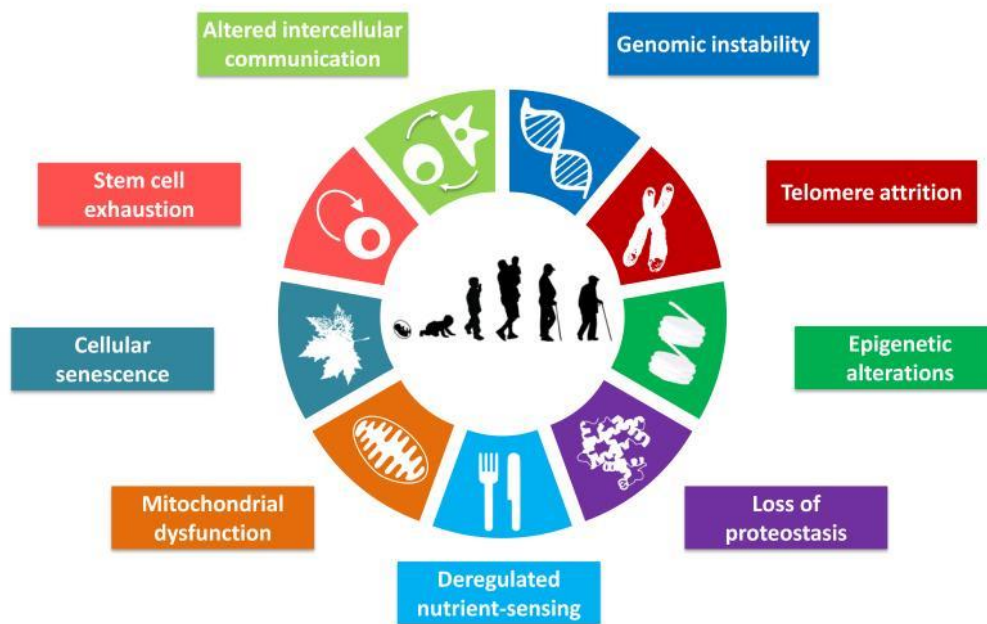 Altered intercellular
communication
Genomic instability
Stem cell
exhaustion
Telomere attrition
Cellular
senescence
Epigenetic
alterations
Mitochondrial
dysfunction
Loss of
proteostasis
Deregulated
nutrient-sensing